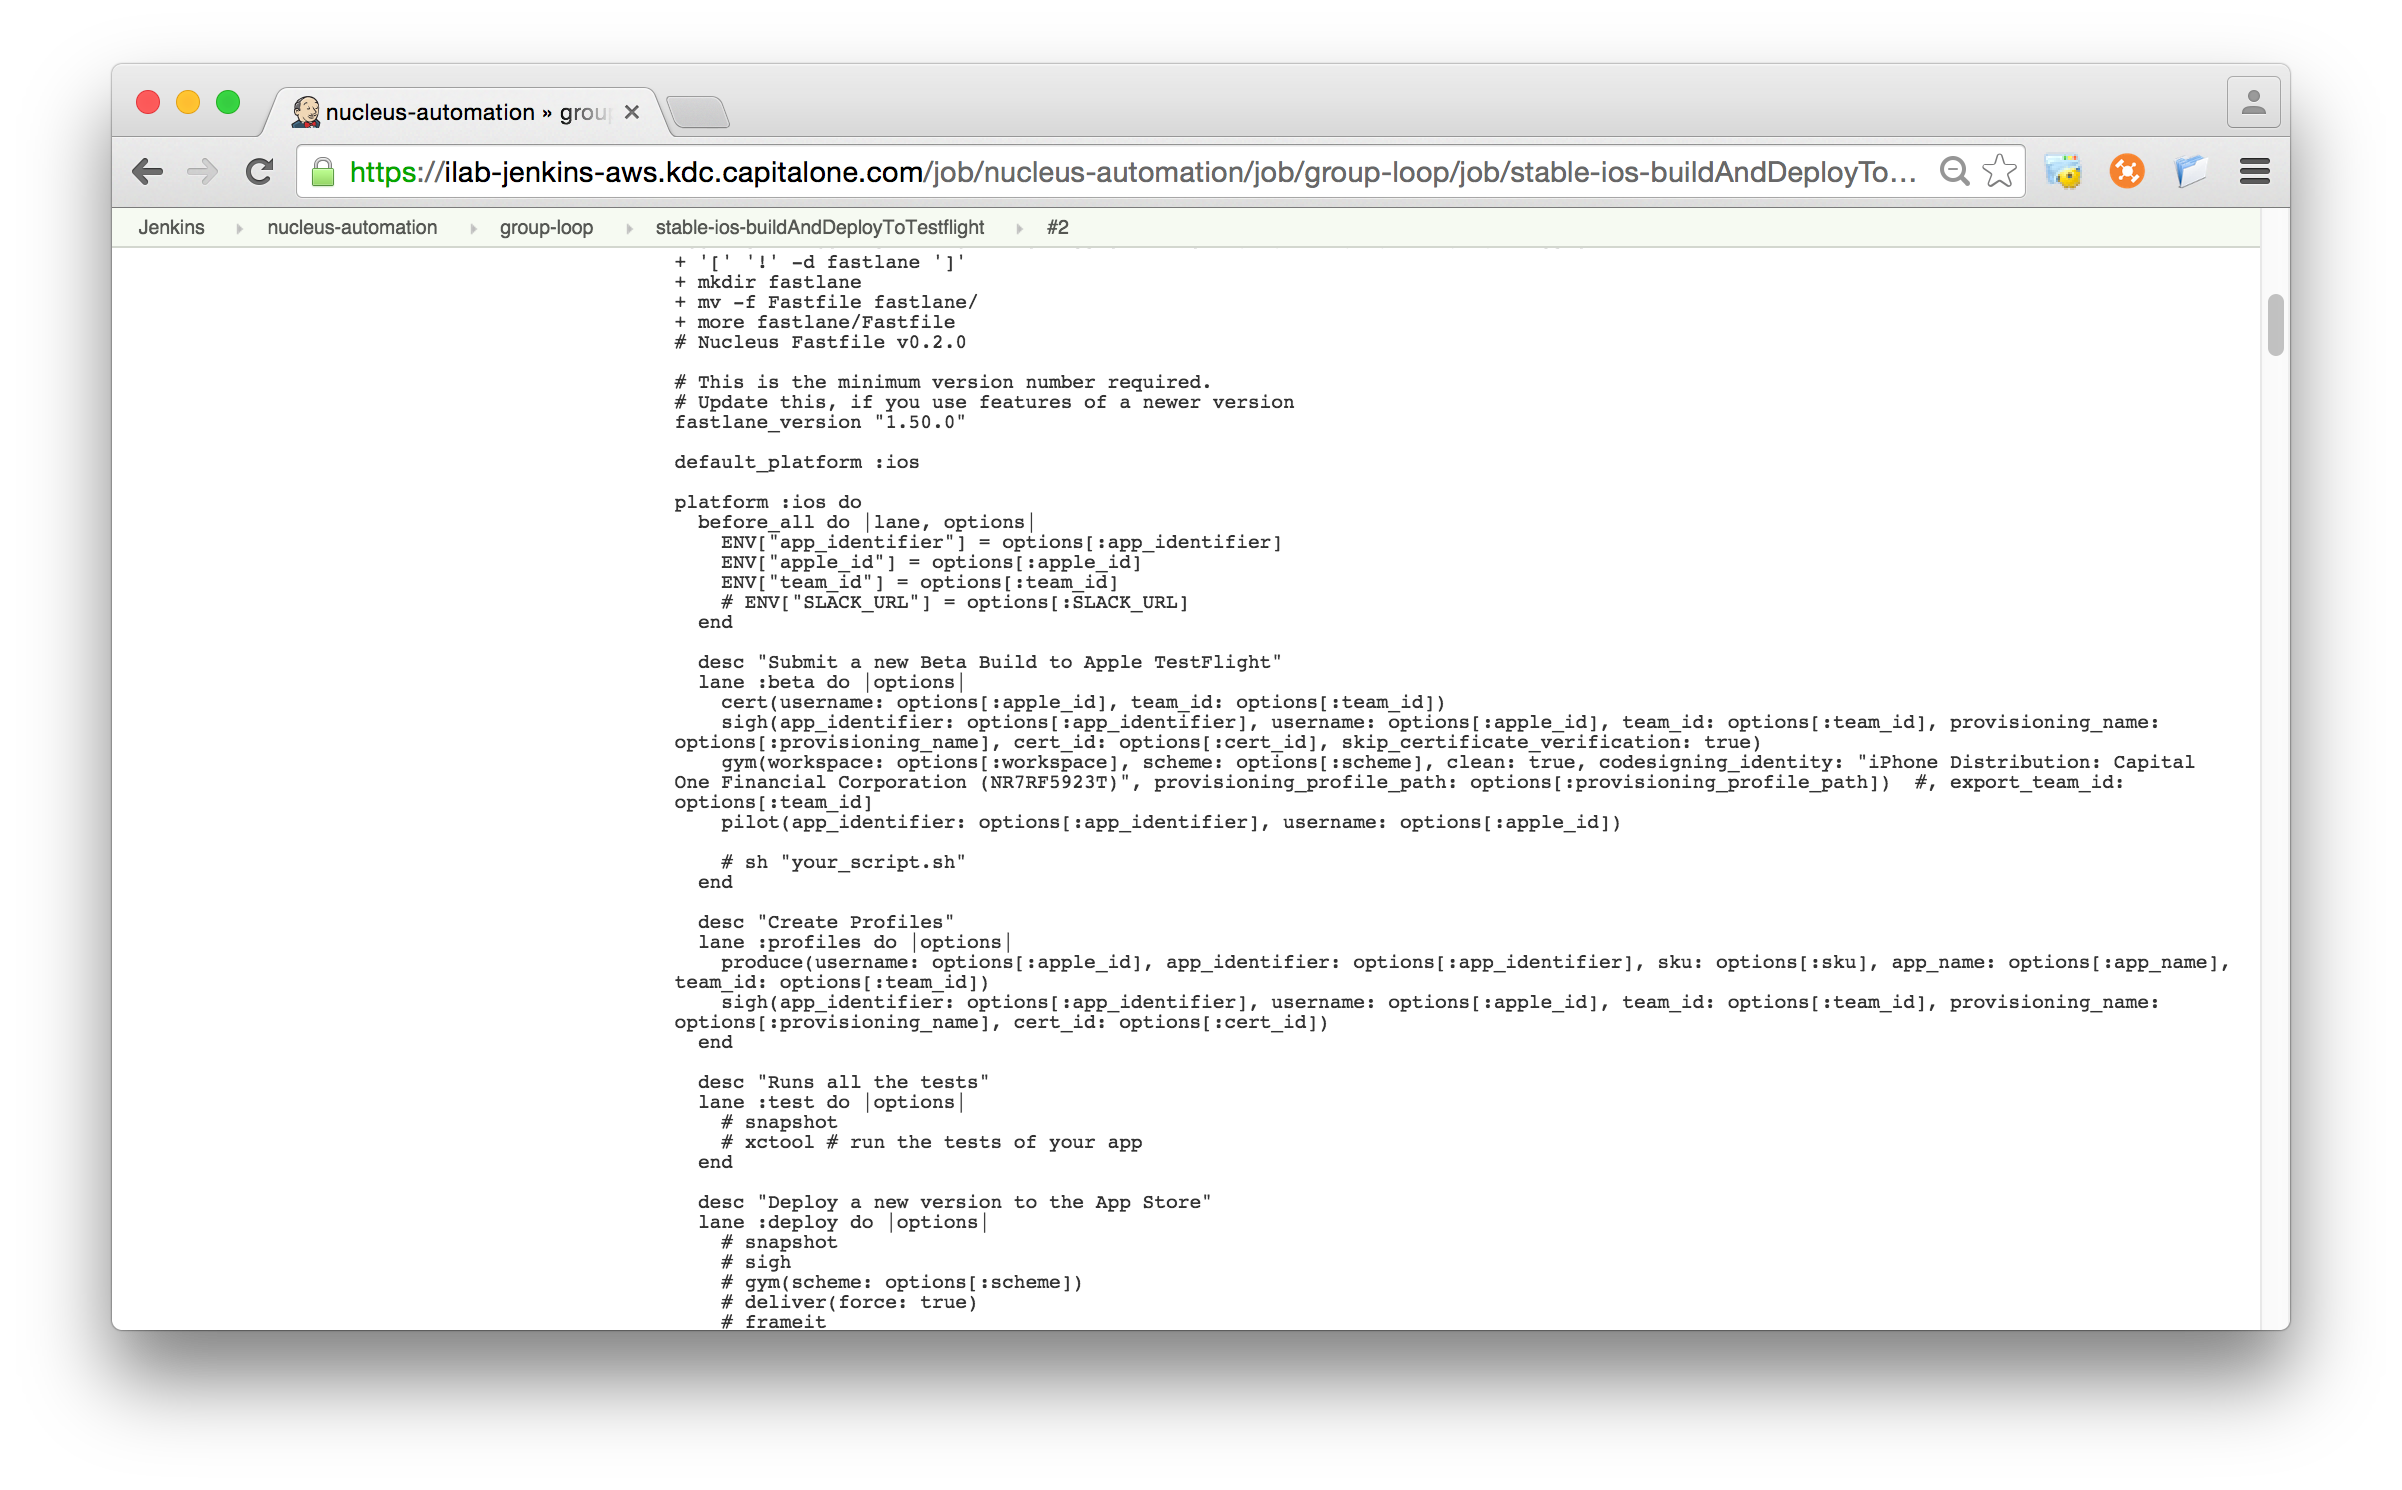 nucleus-automation » grou
https://ilab-jenkins-aws.kdc.capitalone.com/job/nucleus-automation/job/group-loop/job/stable-ios-buildAndDeployTo...
Jenkins nucleus-automation group-loop stable-ios-buildAndDeployToTestflight #2
+ '[' '!' -d fastlane ']'
+ mkdir fastlane
+ mv -f Fastfile fastlane/
+ more fastlane/Fastfile
# Nucleus Fastfile v0.2.0
# This is the minimum version number required.
# Update this, if you use features of a newer version
fastlane_version "1.50.0"
default_platform :ios
platform :ios do
before_all do |lane, options|
ENV["app_identifier"] = options[:app_identifier]
ENV["apple_id"] = options[:apple_id]
ENV["team_id"] = options[:team_id]
# ENV["SLACK_URL"] = options[:SLACK_URL]
end
desc "Submit a new Beta Build to Apple TestFlight"
lane :beta do |options|
cert(username: options[:apple_id], team_id: options[:team_id])
sigh(app_identifier: options[:app_identifier], username: options[:apple_id], team_id: options[:team_id], provisioning_name:
options[:provisioning_name], cert_id: options[:cert_id], skip_certificate_verification: true)
gym(workspace: options[:workspace], scheme: options[:scheme], clean: true, codesigning_identity: "iPhone Distribution: Capital
One Financial Corporation (NR7RF5923T)", provisioning_profile_path: options[:provisioning_profile_path])  #, export_team_id:
options[:team_id]
pilot(app_identifier: options[:app_identifier], username: options[:apple_id])
# sh "your_script.sh"
end
desc "Create Profiles"
lane :profiles do |options|
produce(username: options[:apple_id], app_identifier: options[:app_identifier], sku: options[:sku], app_name: options[:app_name],
team_id: options[:team_id])
sigh(app_identifier: options[:app_identifier], username: options[:apple_id], team_id: options[:team_id], provisioning_name:
options[:provisioning_name], cert_id: options[:cert_id])
end
desc "Runs all the tests"
lane :test do |options|
# snapshot
# xctool # run the tests of your app
end
desc "Deploy a new version to the App Store"
lane :deploy do |options|
# snapshot
# sigh
# gym(scheme: options[:scheme])
# deliver(force: true)
# frameit